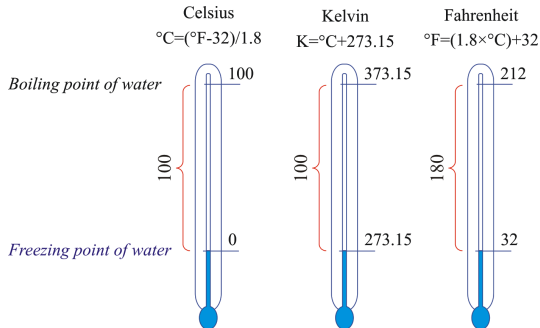 Celsius
°C=(°F-32)/1.8
Kelvin
K=°C+273.15
Fahrenheit
°F=(1.8×°C)+32
Boiling point of water
100
373.15
212
100
100
180
Freezing point of water
0
273.15
32